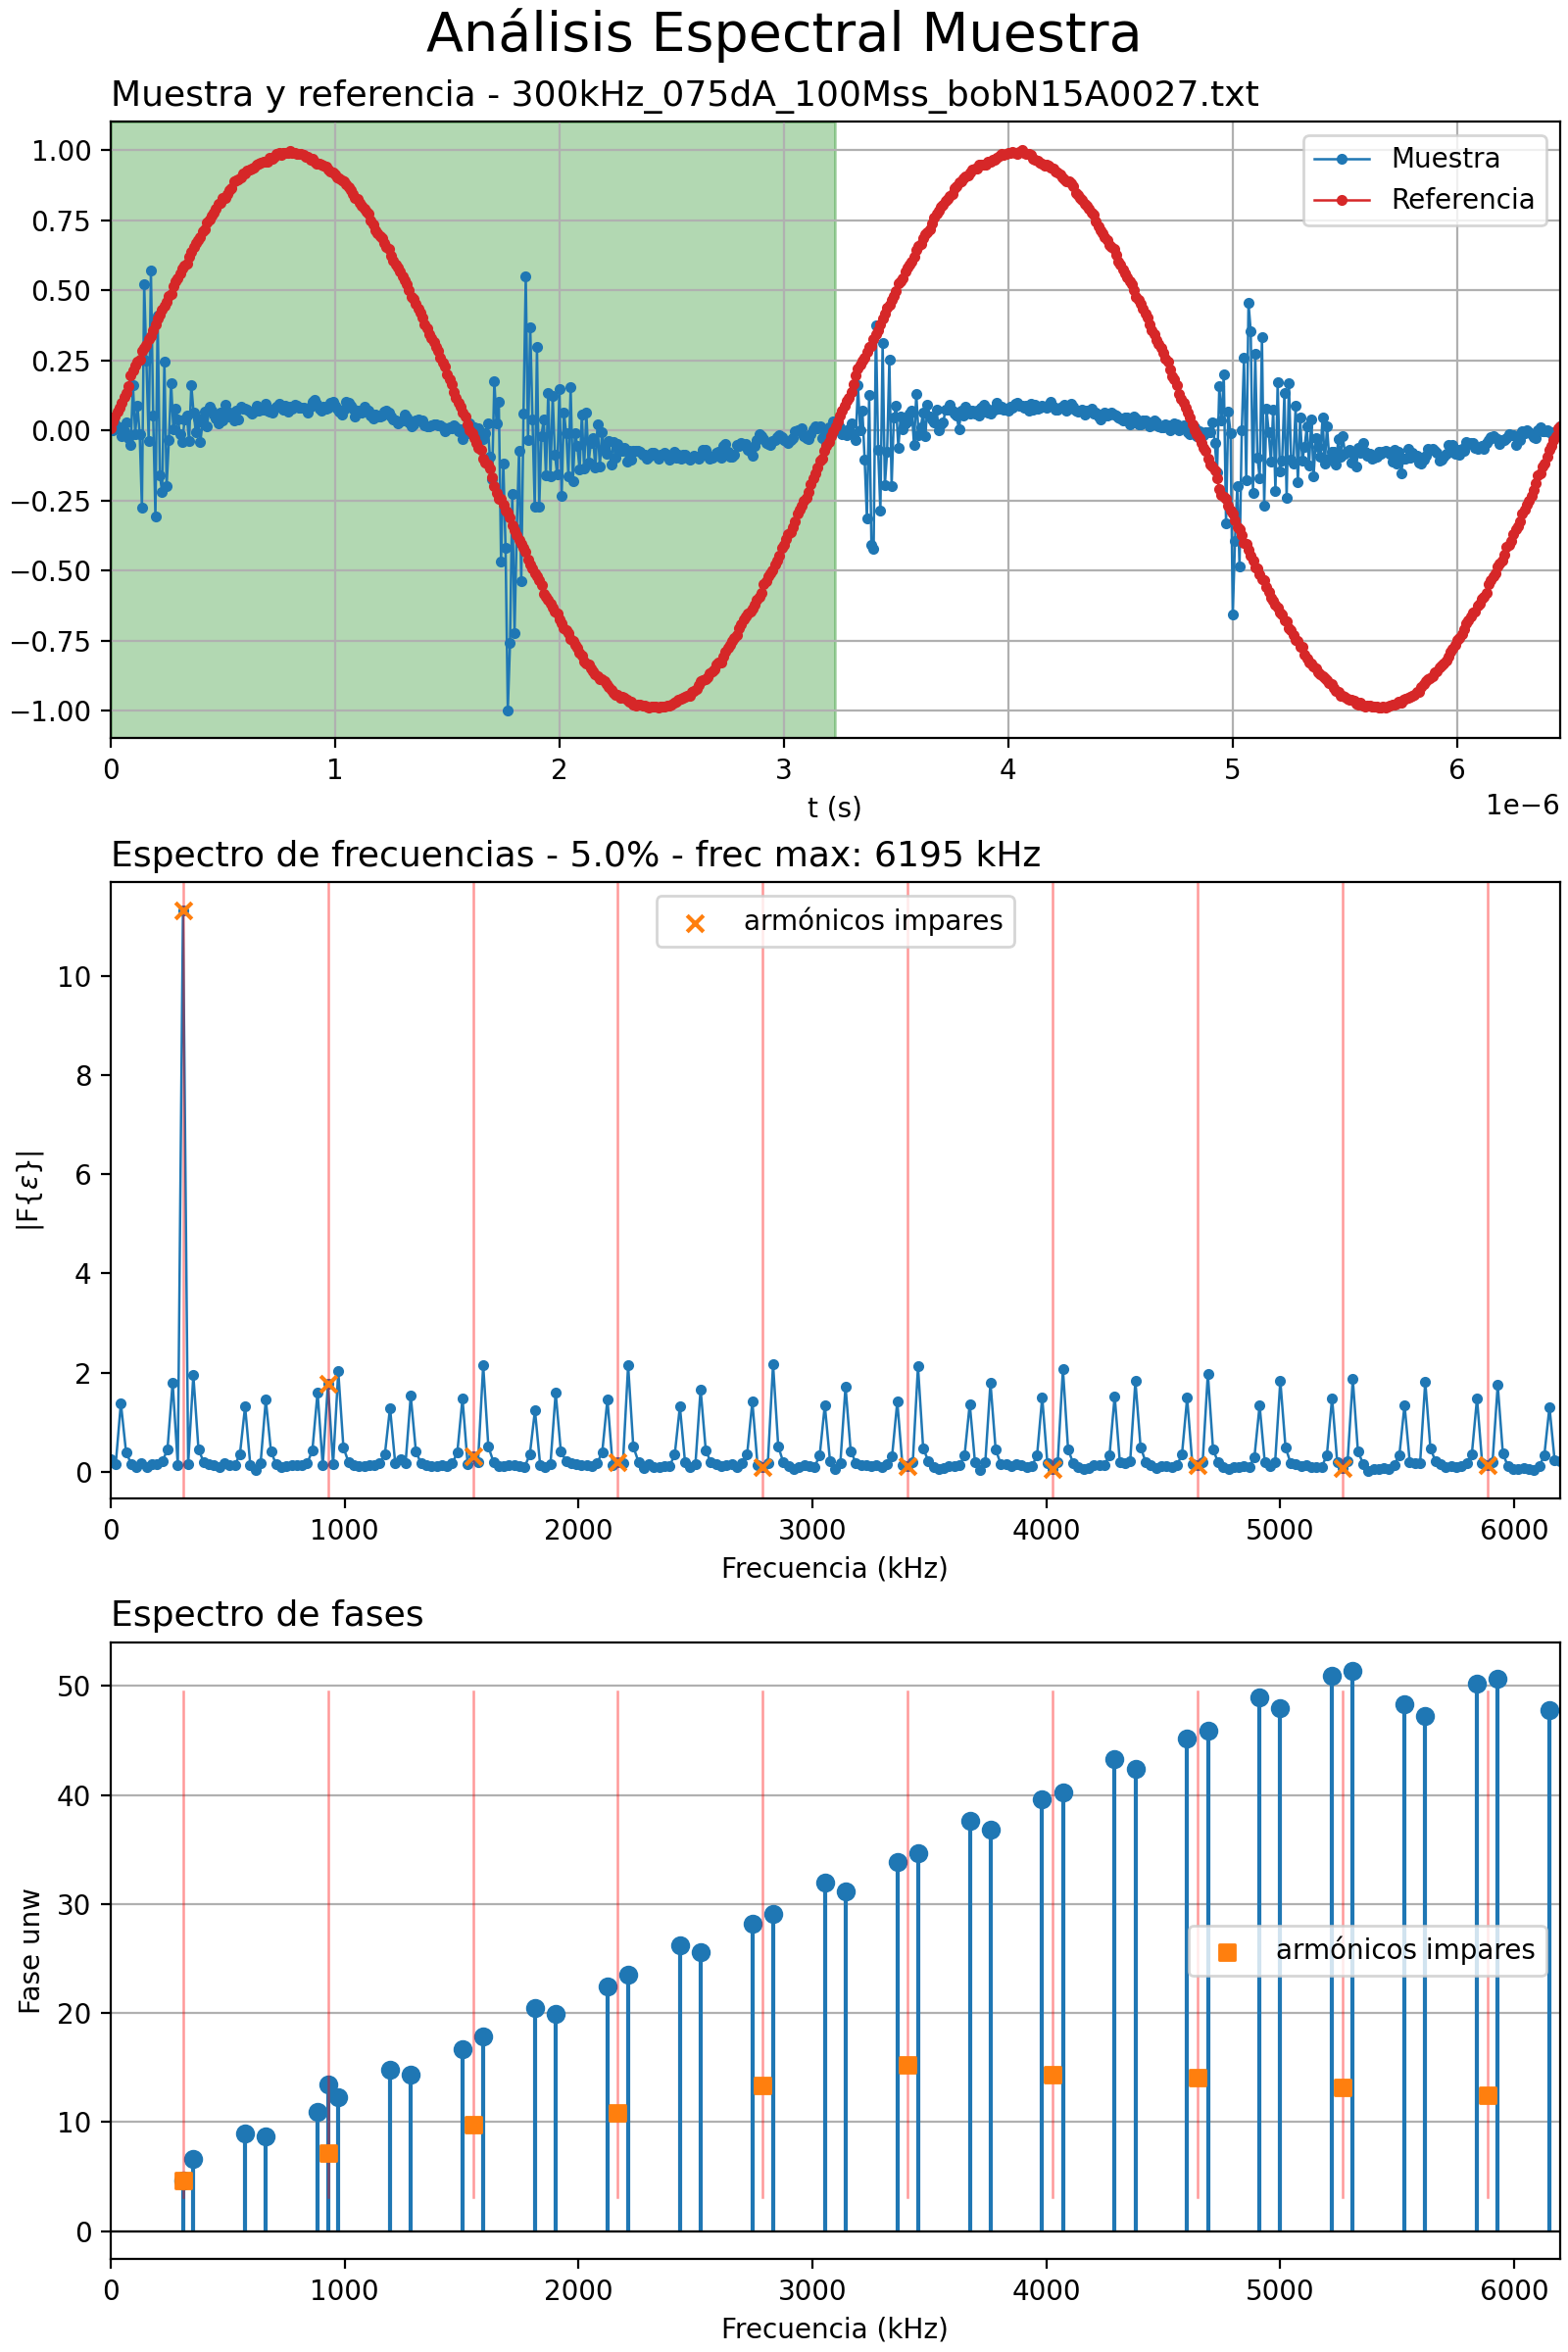 Análisis Espectral Muestra
Muestra y referencia - 300kHz_075dA_100Mss_bobN15A0027.txt
1.00
0.75
0.50
0.25
0.00
−0.25
−0.50
−0.75
−1.00
Muestra
Referencia
0 1 2 3 4 5 6
1e−6
t (s)
Espectro de frecuencias - 5.0% - frec max: 6195 kHz
armónicos impares
10
8
6
4
2
0
|F{ε}|
0 1000 2000 3000 4000 5000 6000
Frecuencia (kHz)
Espectro de fases
50
40
30
20
10
0
Fase unw
armónicos impares
0 1000 2000 3000 4000 5000 6000
Frecuencia (kHz)